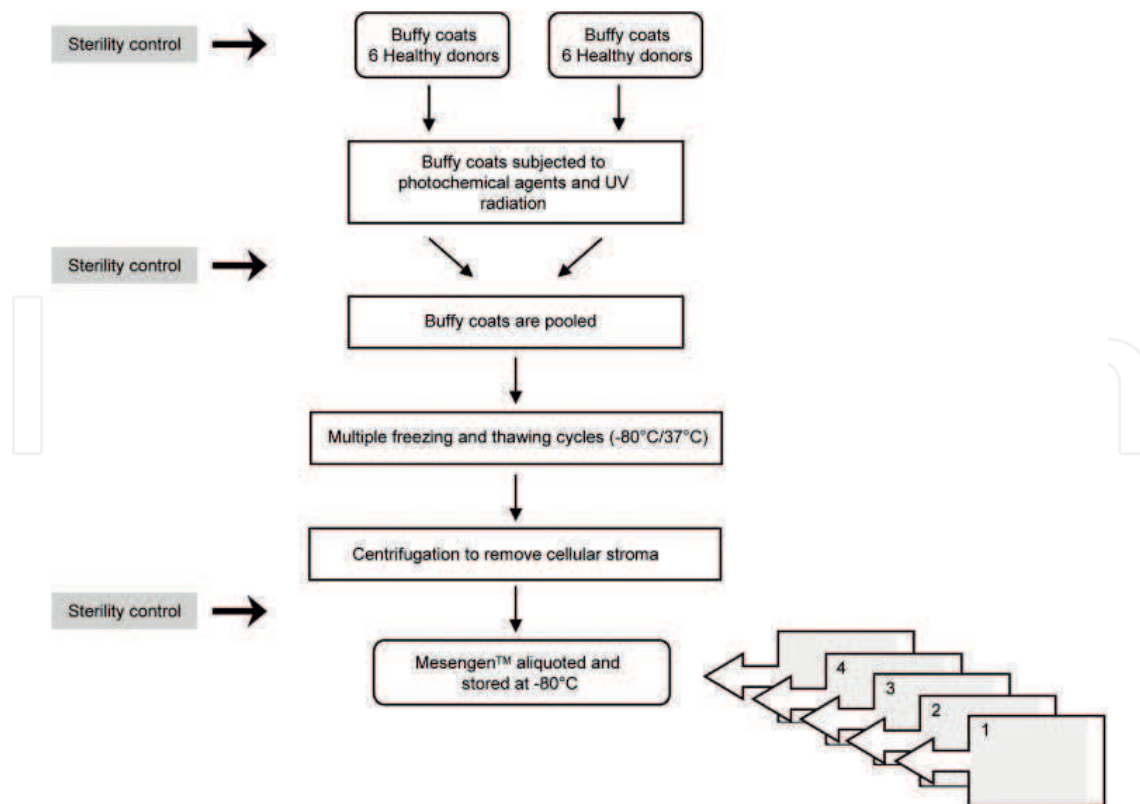 Sterility control
Buffy coats
6 Healthy donors
Buffy coats
6 Healthy donors
Buffy coats subjected to
photochemical agents and UV
radiation
Sterility control
Buffy coats are pooled
Multiple freezing and thawing cycles (-80°C/37°C)
Centrifugation to remove cellular stroma
Sterility control
Mesengen™ aliquoted and
stored at -80°C
4
3
2
1